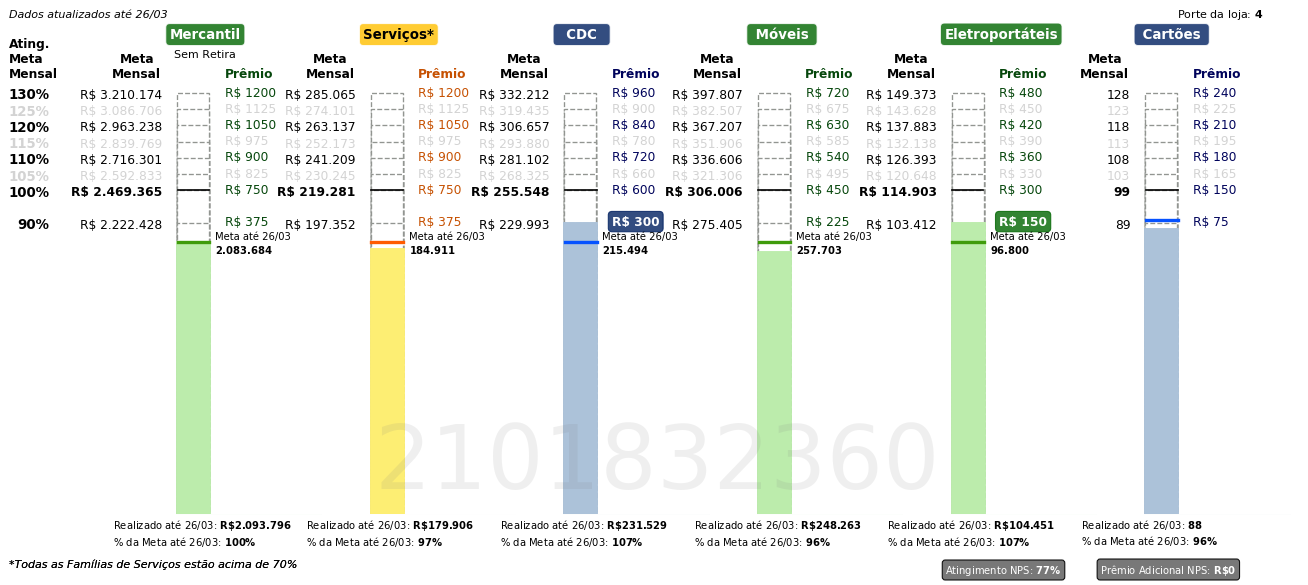 Dados atualizados até 26/03
Porte da loja: 4
Mercantil Serviços* CDC Móveis Eletroportáteis Cartões
Sem Retira
Ating. Meta Mensal
Meta Mensal Prêmio Meta Mensal Prêmio Meta Mensal Prêmio Meta Mensal Prêmio Meta Mensal Prêmio Meta Mensal Prêmio
130% R$ 3.210.174 R$ 1200 R$ 285.065 R$ 1200 R$ 332.212 R$ 960 R$ 397.807 R$ 720 R$ 149.373 R$ 480 128 R$ 240
125% R$ 3.086.706 R$ 1125 R$ 274.101 R$ 1125 R$ 319.435 R$ 900 R$ 382.507 R$ 675 R$ 143.628 R$ 450 123 R$ 225
120% R$ 2.963.238 R$ 1050 R$ 263.137 R$ 1050 R$ 306.657 R$ 840 R$ 367.207 R$ 630 R$ 137.883 R$ 420 118 R$ 210
115% R$ 2.839.769 R$ 975 R$ 252.173 R$ 975 R$ 293.880 R$ 780 R$ 351.906 R$ 585 R$ 132.138 R$ 390 113 R$ 195
110% R$ 2.716.301 R$ 900 R$ 241.209 R$ 900 R$ 281.102 R$ 720 R$ 336.606 R$ 540 R$ 126.393 R$ 360 108 R$ 180
105% R$ 2.592.833 R$ 825 R$ 230.245 R$ 825 R$ 268.325 R$ 660 R$ 321.306 R$ 495 R$ 120.648 R$ 330 103 R$ 165
100% R$ 2.469.365 R$ 750 R$ 219.281 R$ 750 R$ 255.548 R$ 600 R$ 306.006 R$ 450 R$ 114.903 R$ 300 99 R$ 150
90% R$ 2.222.428 R$ 375 R$ 197.352 R$ 375 R$ 229.993 R$ 300 R$ 275.405 R$ 225 R$ 103.412 R$ 150 89 R$ 75
Meta até 26/03 Meta até 26/03 Meta até 26/03 Meta até 26/03 Meta até 26/03
2.083.684 184.911 215.494 257.703 96.800
2101832360
Realizado até 26/03: R$2.093.796 Realizado até 26/03: R$179.906 Realizado até 26/03: R$231.529 Realizado até 26/03: R$248.263 Realizado até 26/03: R$104.451 Realizado até 26/03: 88
% da Meta até 26/03: 100% % da Meta até 26/03: 97% % da Meta até 26/03: 107% % da Meta até 26/03: 96% % da Meta até 26/03: 107% % da Meta até 26/03: 96%
*Todas as Famílias de Serviços estão acima de 70%
Atingimento NPS: 77% Prêmio Adicional NPS: R$0